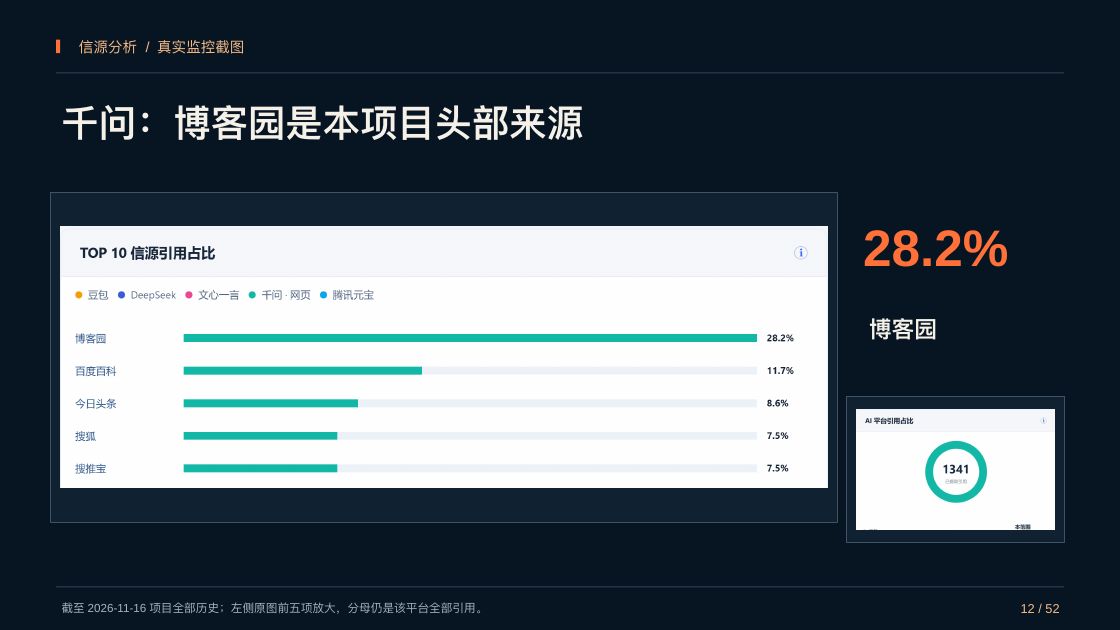 信源分析 / 真实监控截图
千问：博客园是本项目头部来源
TOP 10 信源引用占比
豆包 DeepSeek 文心一言 千问 · 网页 腾讯元宝
博客园 28.2%
百度百科 11.7%
今日头条 8.6%
搜狐 7.5%
搜推宝 7.5%
28.2%
博客园
AI 平台引用占比
1341
截至 2026-11-16 项目全部历史；左侧原图前五项放大，分母仍是该平台全部引用。
12 / 52